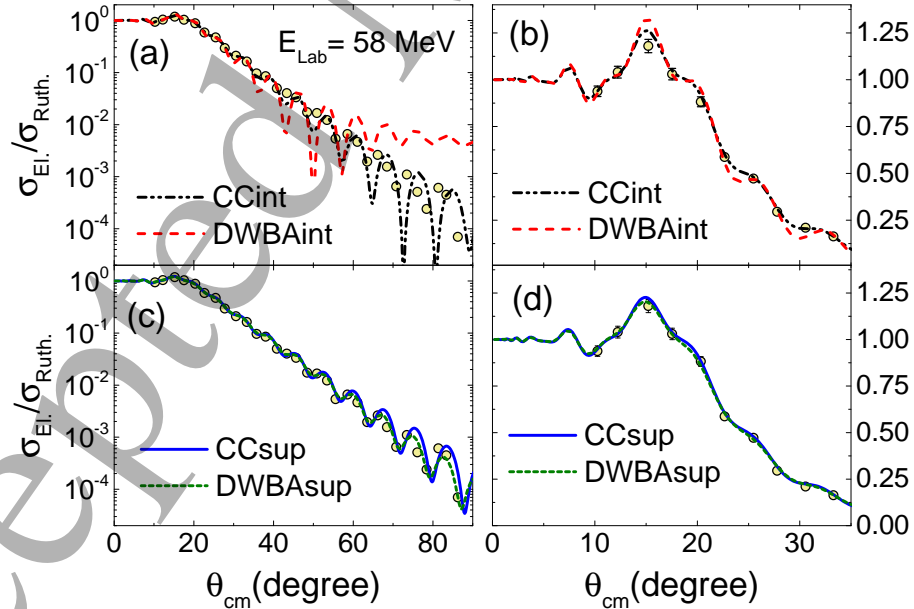 (a)
E_Lab = 58 MeV
(b)
σ_El./σ_Ruth.
10^0
10^-1
10^-2
10^-3
10^-4
CCint
DWBAint
CCint
DWBAint
1.25
1.00
0.75
0.50
0.25
(c)
(d)
σ_El./σ_Ruth.
10^0
10^-1
10^-2
10^-3
10^-4
CCsup
DWBAsup
CCsup
DWBAsup
1.25
1.00
0.75
0.50
0.25
0.00
0 20 40 60 80
0 10 20 30
θ_cm(degree)
θ_cm(degree)